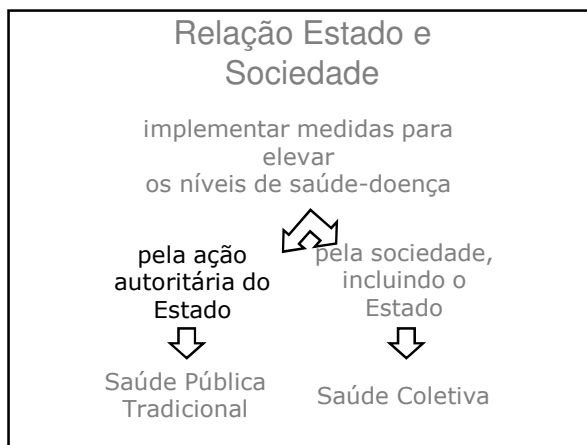 Relação Estado e
Sociedade
implementar medidas para
elevar
os níveis de saúde-doença
pela ação
autoritária do
Estado
pela sociedade,
incluindo o
Estado
Saúde Pública
Tradicional
Saúde Coletiva